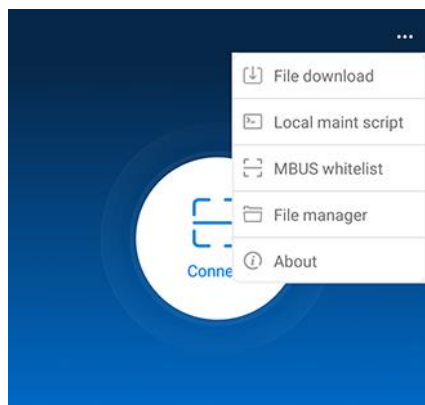 File download
Local maint script
MBUS whitelist
File manager
About
Conne